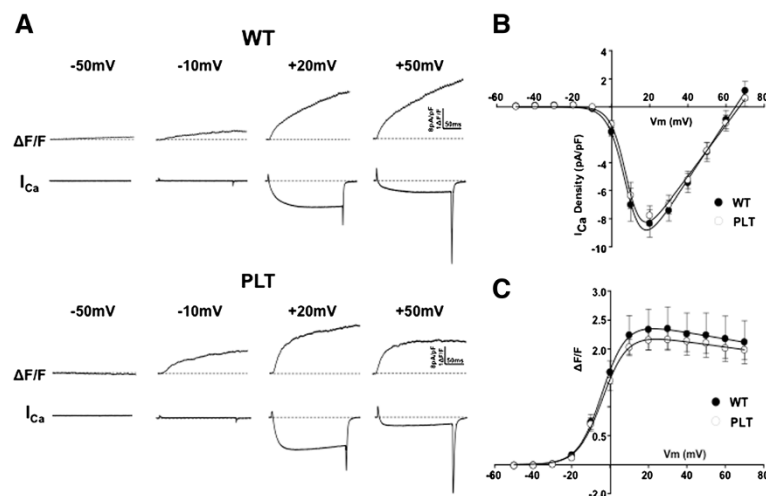 A
WT
-50mV -10mV +20mV +50mV
ΔF/F
8pA/pF
1ΔF/F
50ms
ICa
PLT
-50mV -10mV +20mV +50mV
ΔF/F
8pA/pF
1ΔF/F
50ms
ICa
B
4
2
0
-2
-4
-6
-8
-10
-60 -40 -20 20 40 60 80
Vm (mV)
ICa Density (pA/pF)
WT
PLT
C
3.0
2.5
2.0
0.5
-2.0
ΔF/F
WT
PLT
Vm (mV)
-60 -40 -20 0 20 40 60 80